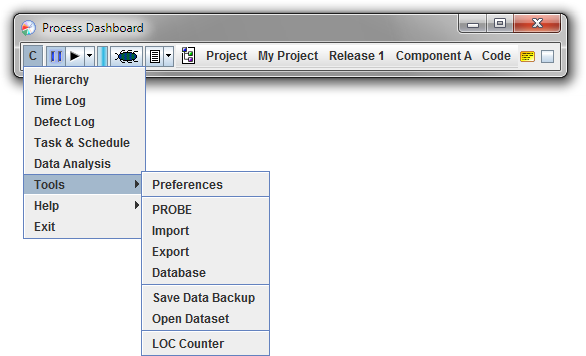 Process Dashboard
C Project My Project Release 1 Component A Code
Hierarchy
Time Log
Defect Log
Task & Schedule
Data Analysis
Tools
Help
Exit
Preferences
PROBE
Import
Export
Database
Save Data Backup
Open Dataset
LOC Counter